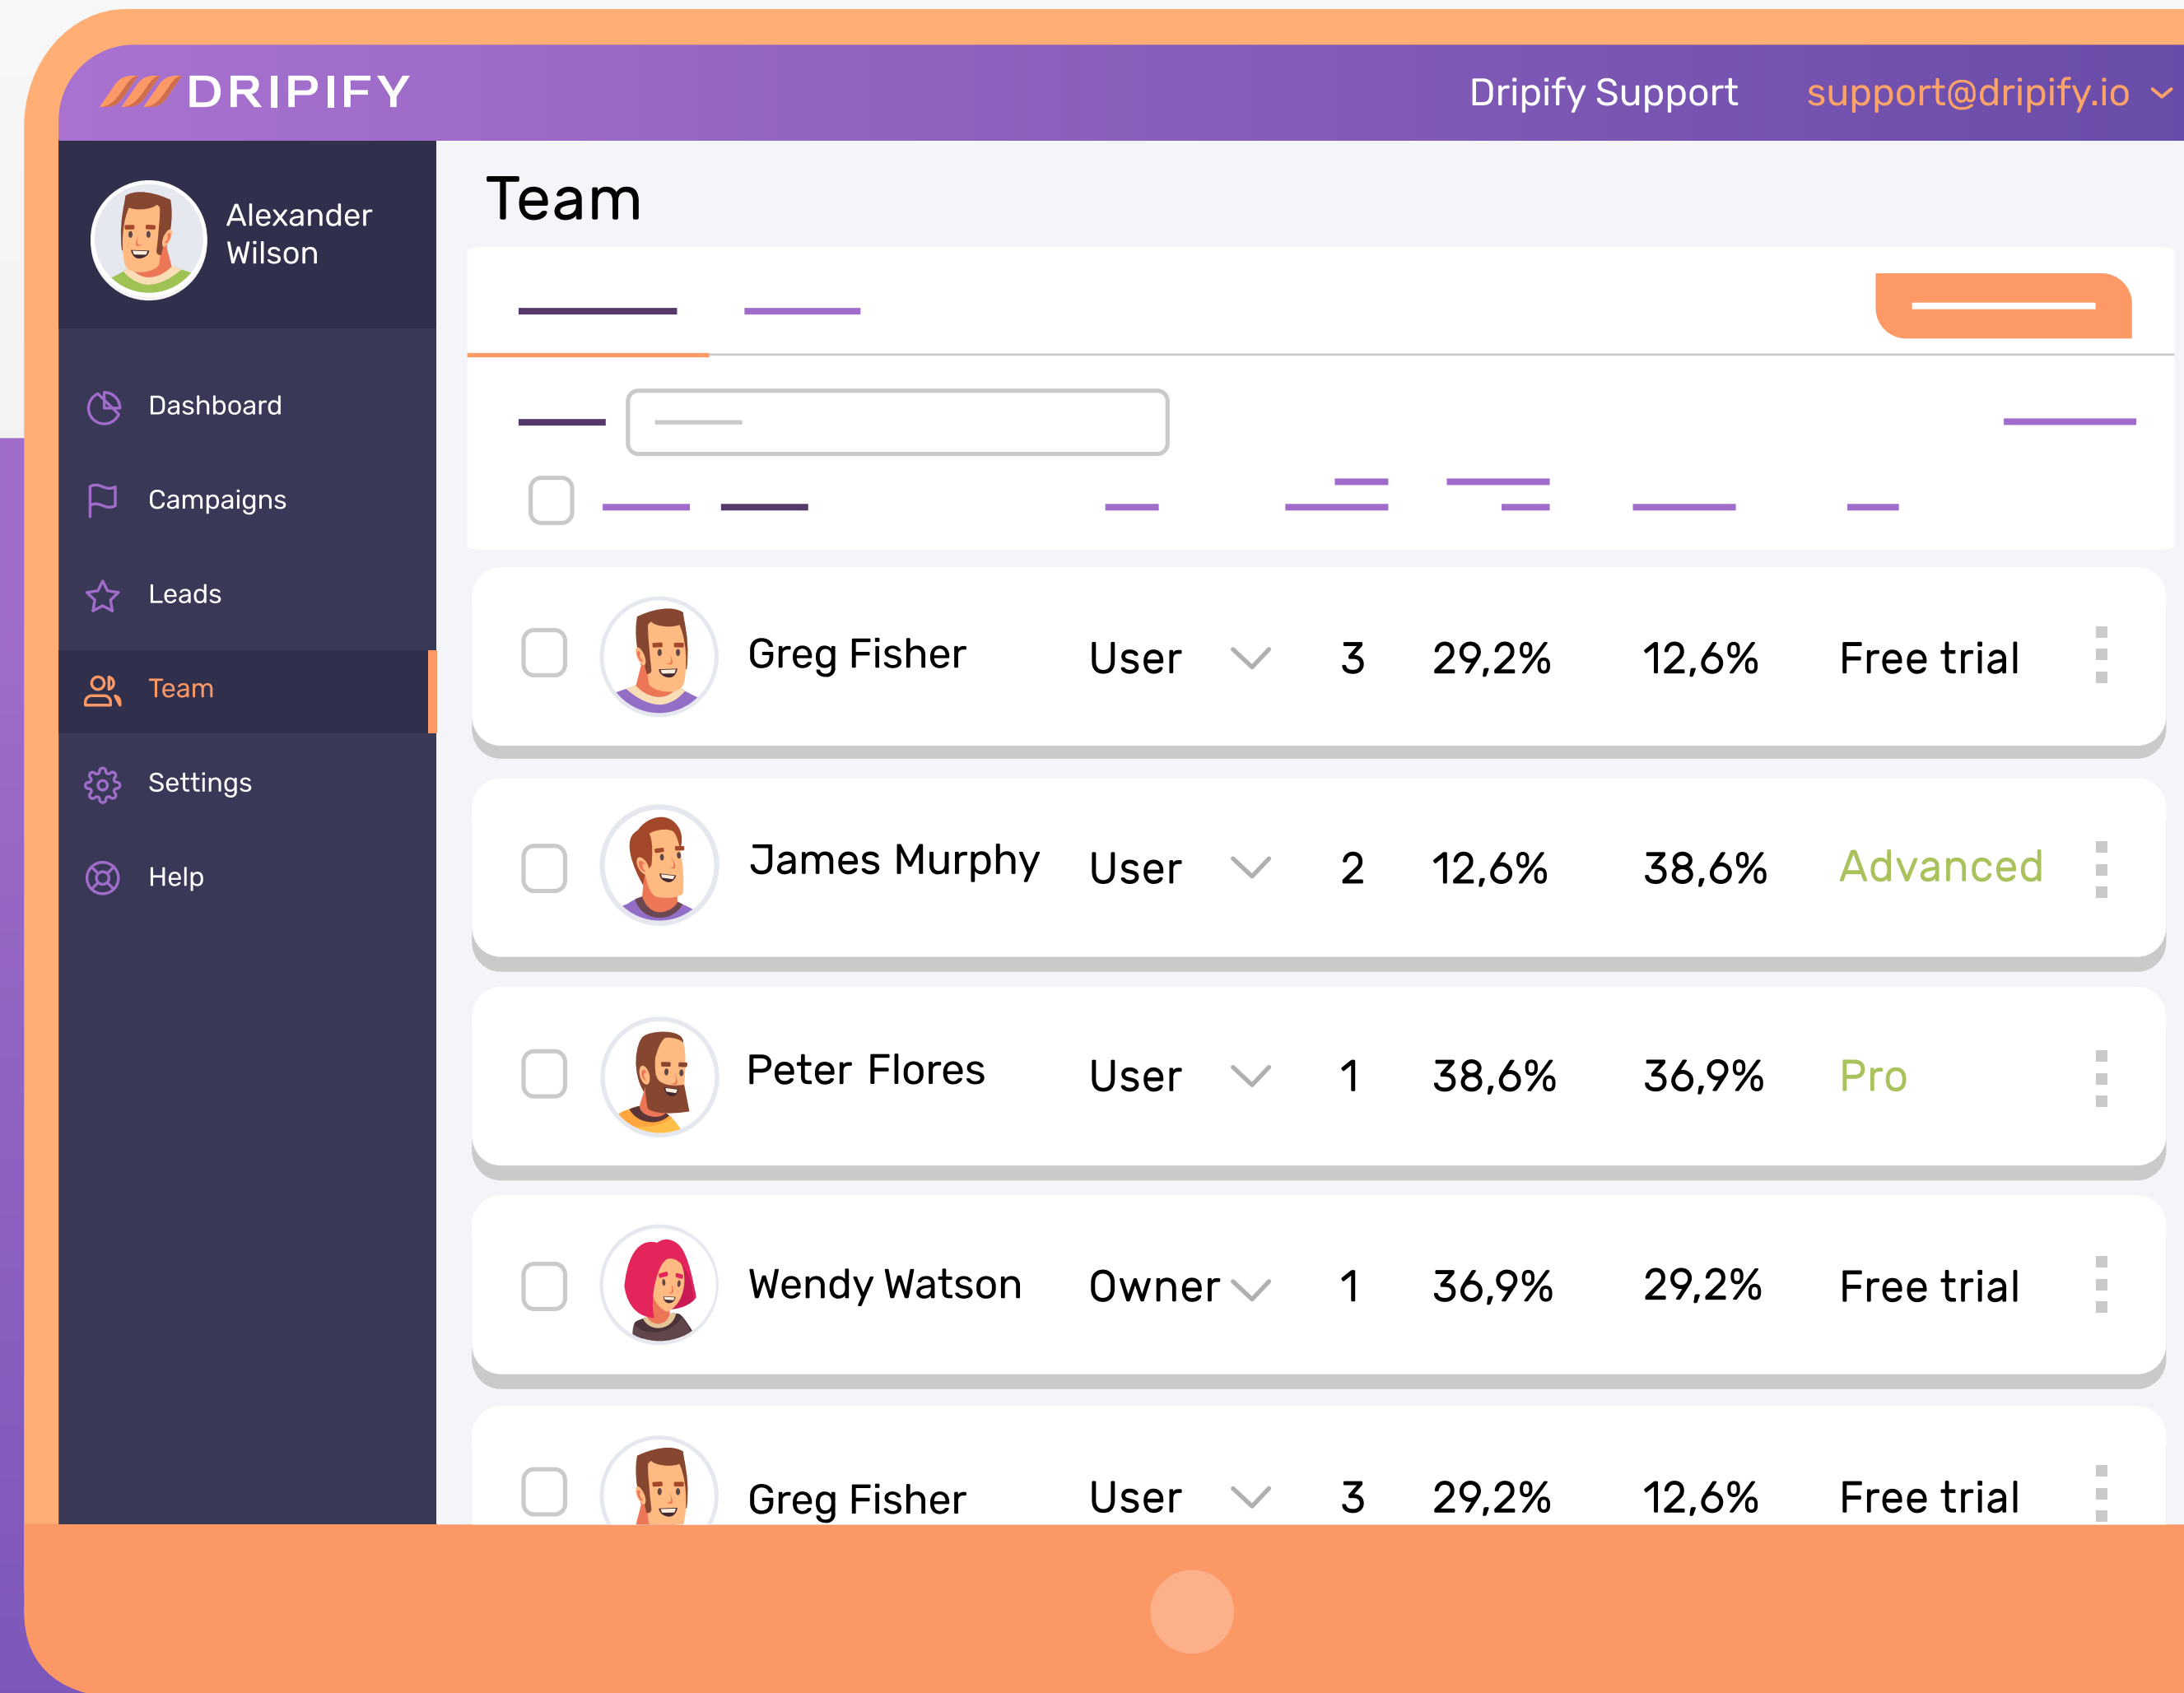 DRIPIFY
Dripify Support support@dripify.io
Alexander
Wilson
Dashboard
Campaigns
Leads
Team
Settings
Help
Team
Greg Fisher User 3 29,2% 12,6% Free trial
James Murphy User 2 12,6% 38,6% Advanced
Peter Flores User 1 38,6% 36,9% Pro
Wendy Watson Owner 1 36,9% 29,2% Free trial
Greg Fisher User 3 29,2% 12,6% Free trial